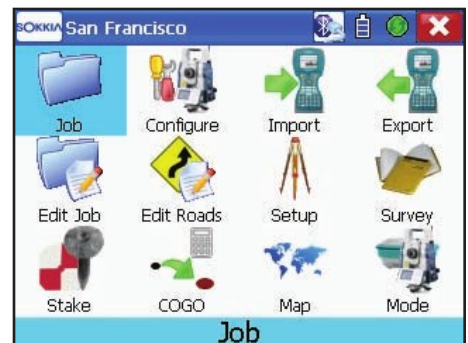 SOKKIA San Francisco
Job Configure Import Export
Edit Job Edit Roads Setup Survey
Stake COGO Map Mode
Job